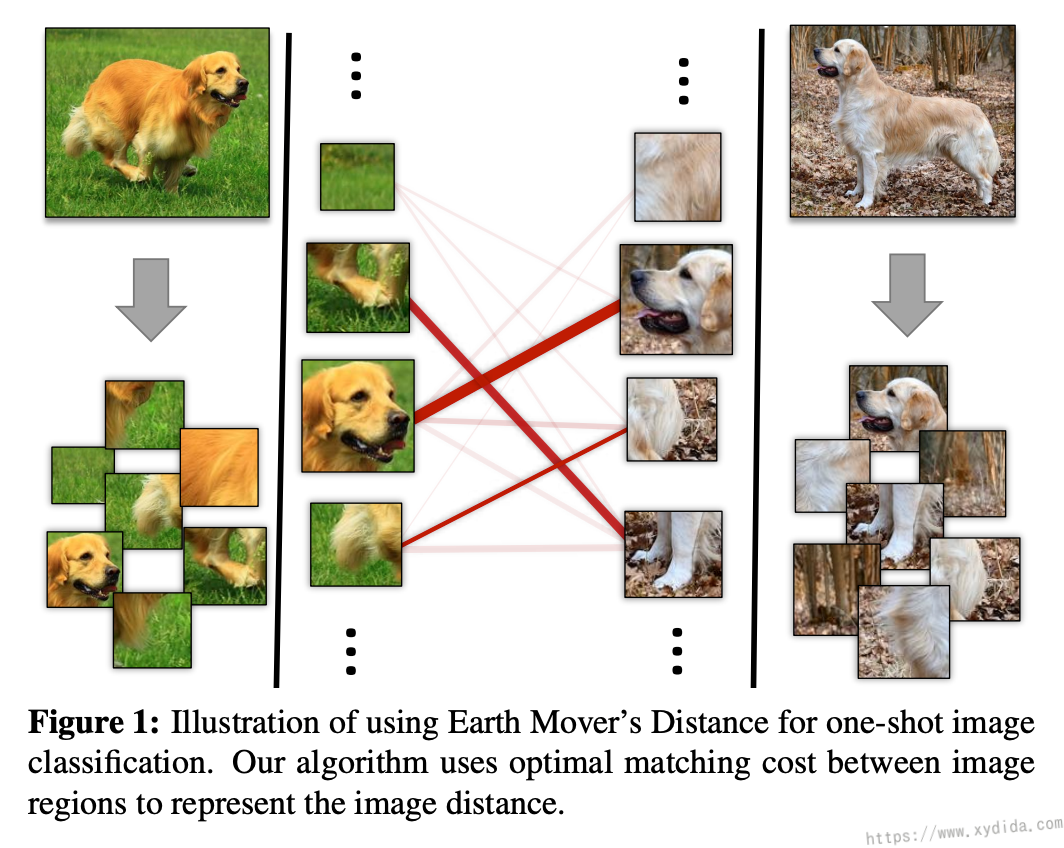 Figure 1: Illustration of using Earth Mover's Distance for one-shot image
classification. Our algorithm uses optimal matching cost between image
regions to represent the image distance.
https://www.xydida.com